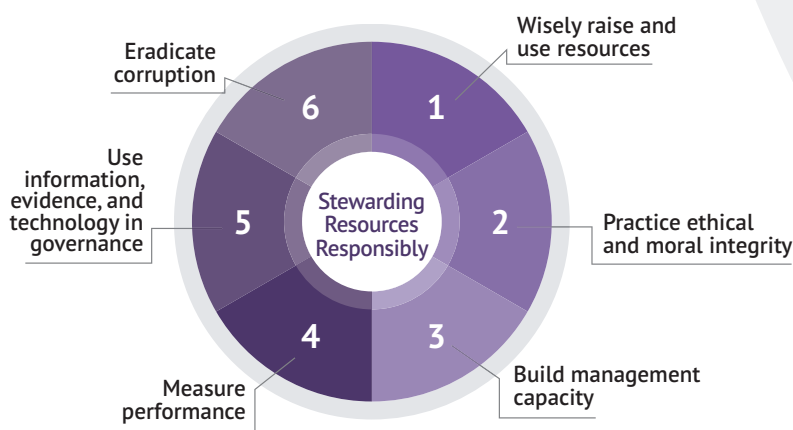 Stewarding
Resources
Responsibly
1
Wisely raise and
use resources
2
Practice ethical
and moral integrity
3
Build management
capacity
4
Measure
performance
5
Use
information,
evidence, and
technology in
governance
6
Eradicate
corruption